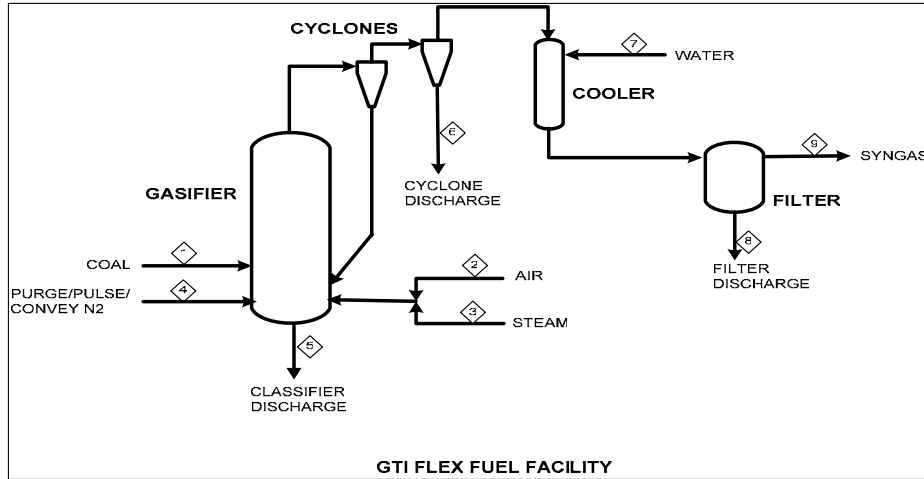 CYCLONES
7
WATER
COOLER
6
9
SYNGAS
CYCLONE
DISCHARGE
GASIFIER
FILTER
1
COAL
2
AIR
8
FILTER
DISCHARGE
4
PURGE/PULSE/
CONVEY N2
3
STEAM
5
CLASSIFIER
DISCHARGE
GTI FLEX FUEL FACILITY